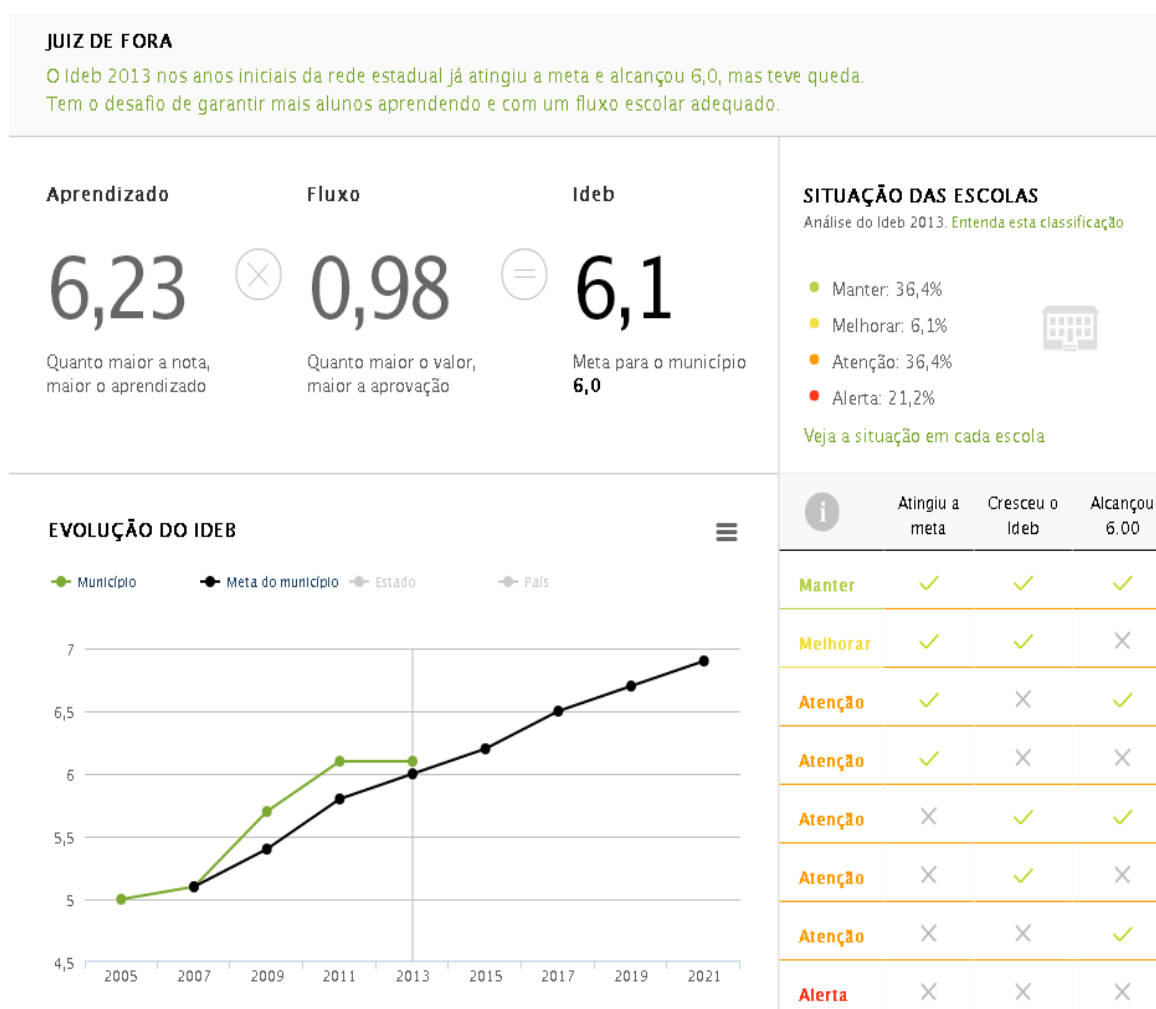 JUIZ DE FORA
O Ideb 2013 nos anos iniciais da rede estadual já atingiu a meta e alcançou 6,0, mas teve queda.
Tem o desafio de garantir mais alunos aprendendo e com um fluxo escolar adequado.
Aprendizado
Fluxo
Ideb
6,23
0,98
6,1
Quanto maior a nota,
maior o aprendizado
Quanto maior o valor,
maior a aprovação
Meta para o município
6,0
SITUAÇÃO DAS ESCOLAS
Análise do Ideb 2013. Entenda esta classificação
Manter: 36,4%
Melhorar: 6,1%
Atenção: 36,4%
Alerta: 21,2%
Veja a situação em cada escola
EVOLUÇÃO DO IDEB
Município Meta do município Estado País
7
6,5
6
5,5
5
4,5
2005 2007 2009 2011 2013 2015 2017 2019 2021
i
Atingiu a
meta
Cresceu o
Ideb
Alcançou
6.00
Manter
Melhorar
Atenção
Atenção
Atenção
Atenção
Atenção
Alerta